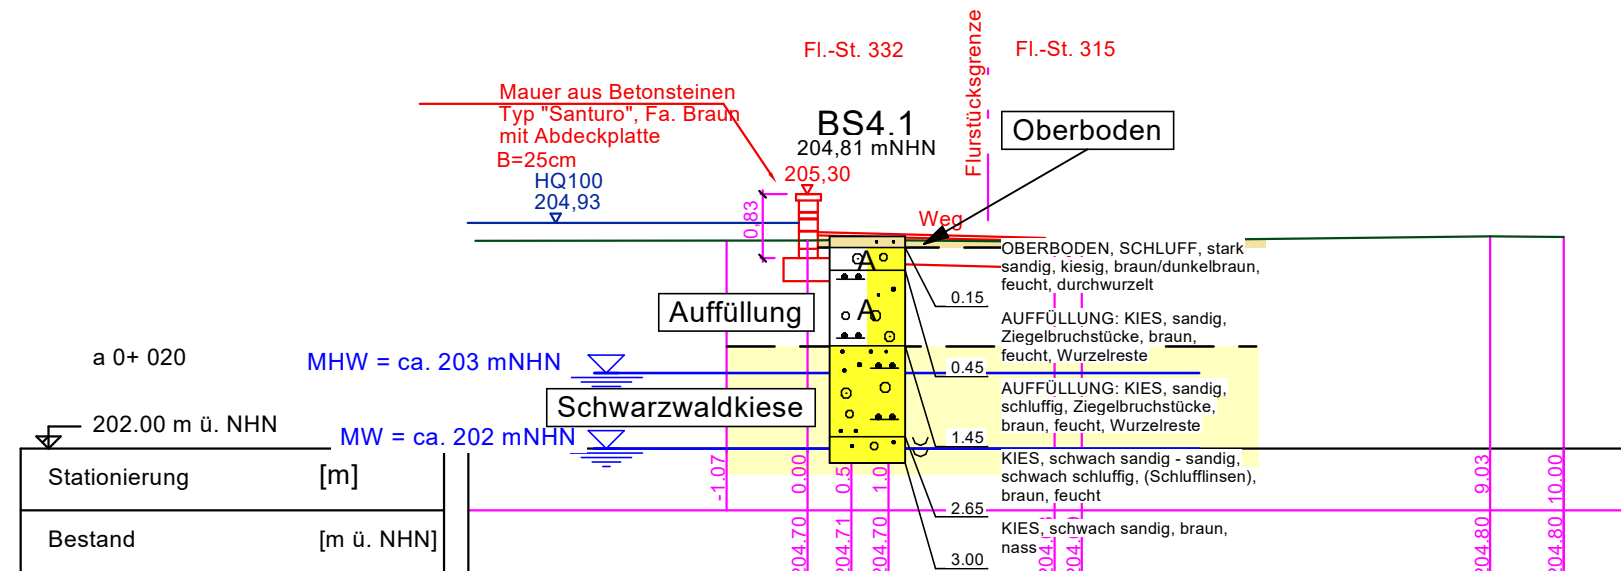 Fl.-St. 332
Fl.-St. 315
Flurstücksgrenze
Mauer aus Betonsteinen
Typ "Santuro", Fa. Braun
mit Abdeckplatte
B=25cm
BS4.1
204,81 mNHN
Oberboden
205,30
HQ100
204,93
0,83
Weg
OBERBODEN, SCHLUFF, stark
sandig, kiesig, braun/dunkelbraun,
feucht, durchwurzelt
0.15
A
A
Auffüllung
AUFFÜLLUNG: KIES, sandig,
Ziegelbruchstücke, braun,
feucht, Wurzelreste
0.45
a 0+ 020
MHW = ca. 203 mNHN
AUFFÜLLUNG: KIES, sandig,
schluffig, Ziegelbruchstücke,
braun, feucht, Wurzelreste
1.45
Schwarzwaldkiese
202.00 m ü. NHN
MW = ca. 202 mNHN
KIES, schwach sandig - sandig,
schwach schluffig, (Schlufflinsen),
braun, feucht
2.65
KIES, schwach sandig, braun,
nass
3.00
Stationierung [m]
-1.07
0.00
0.5
1.0
9.03
10.00
Bestand [m ü. NHN]
204.70
204.71
204.70
204.80
204.80